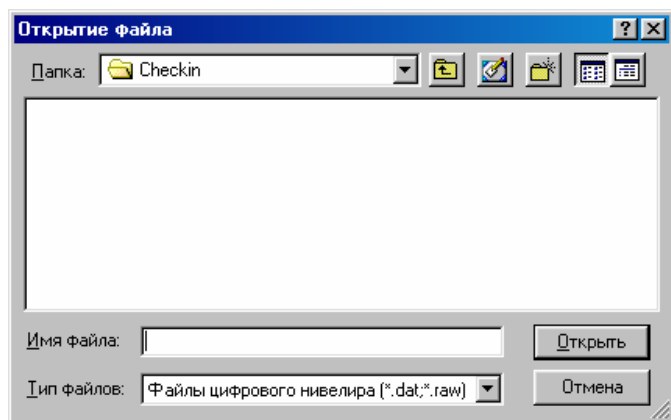 Открытие файла
Папка: Checkin
Имя файла: Открыть
Тип файлов: Файлы цифрового нивелира (*.dat;*.raw) Отмена